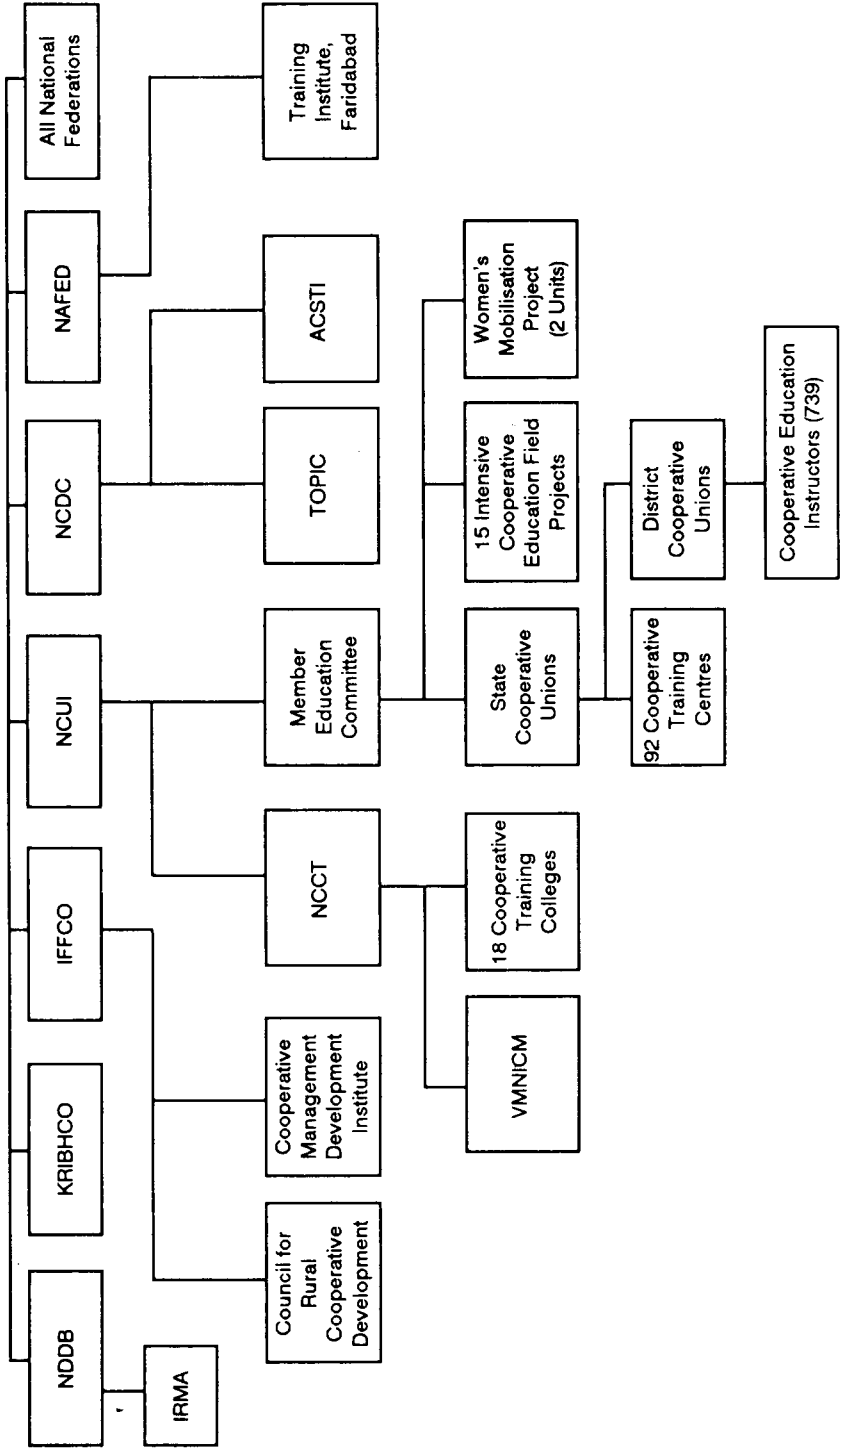 NDDB
KRIBHCO
IFFCO
NCUI
NCDC
NAFED
All National
Federations
IRMA
Council for
Rural
Cooperative
Development
Cooperative
Management
Development
Institute
NCCT
Member
Education
Committee
TOPIC
ACSTI
Training
Institute,
Faridabad
VMNICM
18 Cooperative
Training
Colleges
State
Cooperative
Unions
15 Intensive
Cooperative
Education Field
Projects
Women's
Mobilisation
Project
(2 Units)
92 Cooperative
Training
Centres
District
Cooperative
Unions
Cooperative Education
Instructors (739)